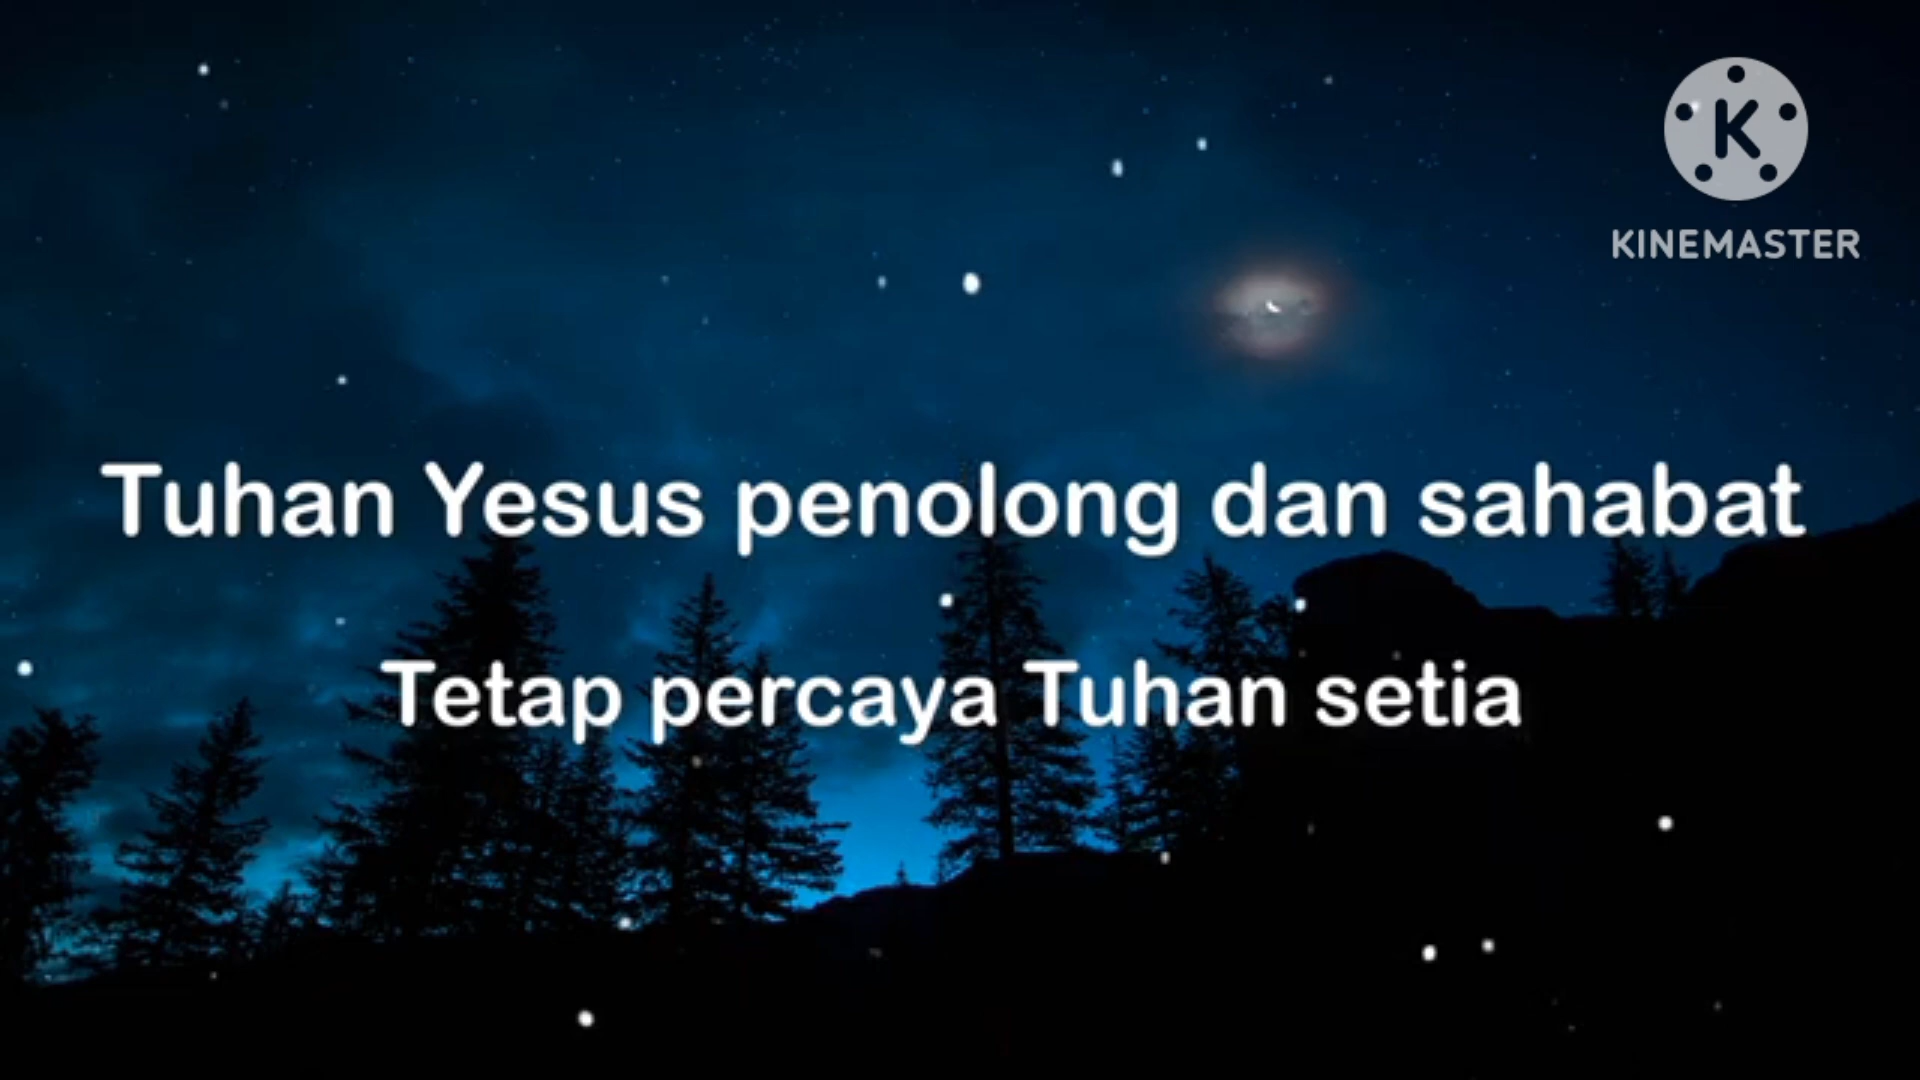 K
KINEMASTER
Tuhan Yesus penolong dan sahabat
Tetap percaya Tuhan setia